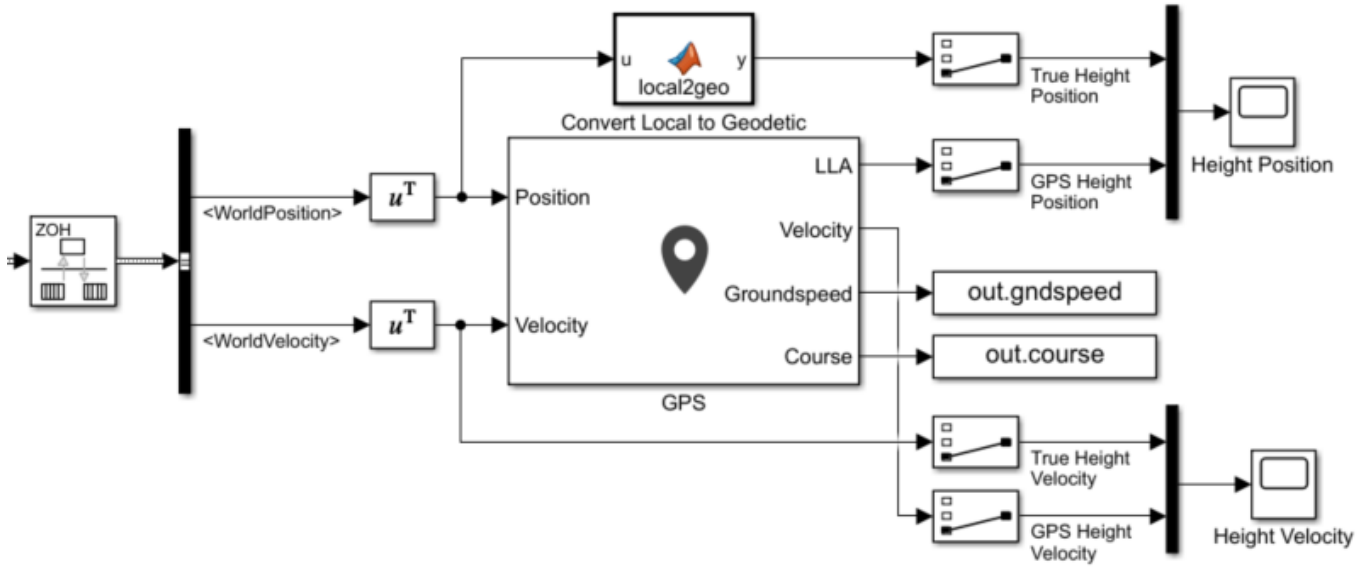 u
y
local2geo
Convert Local to Geodetic
True Height
Position
Height Position
LLA
GPS Height
Position
ZOH
<WorldPosition>
uT
Position
Velocity
Groundspeed
out.gndspeed
<WorldVelocity>
uT
Velocity
Course
out.course
GPS
True Height
Velocity
GPS Height
Velocity
Height Velocity